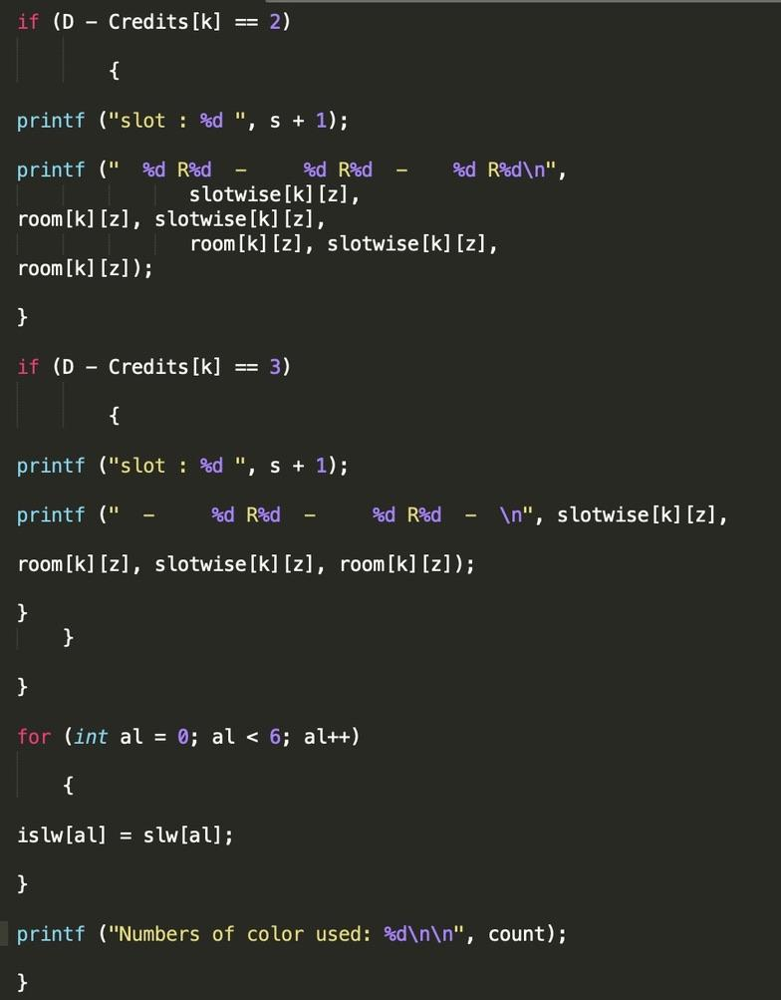 if (D - Credits[k] == 2)
{
printf ("slot : %d ", s + 1);
printf ("  %d R%d  -     %d R%d  -    %d R%d\n",
slotwise[k][z],
room[k][z], slotwise[k][z],
room[k][z], slotwise[k][z],
room[k][z]);
}
if (D - Credits[k] == 3)
{
printf ("slot : %d ", s + 1);
printf ("  -     %d R%d  -     %d R%d  -  \n", slotwise[k][z],
room[k][z], slotwise[k][z], room[k][z]);
}
}
}
for (int al = 0; al < 6; al++)
{
islw[al] = slw[al];
}
printf ("Numbers of color used: %d\n\n", count);
}